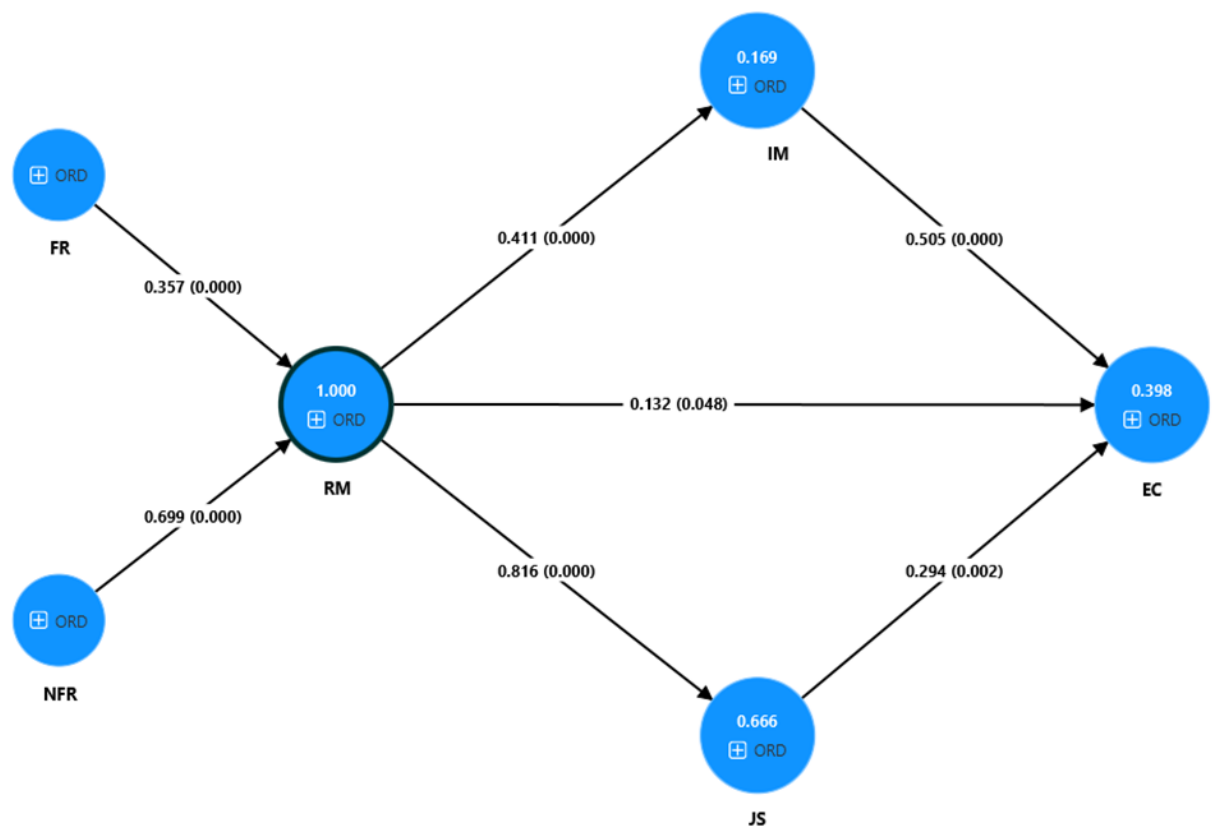 0.169
ORD
IM
ORD
FR
0.411 (0.000)
0.505 (0.000)
0.357 (0.000)
1.000
ORD
RM
0.132 (0.048)
0.398
ORD
EC
0.699 (0.000)
0.816 (0.000)
0.294 (0.002)
ORD
NFR
0.666
ORD
JS